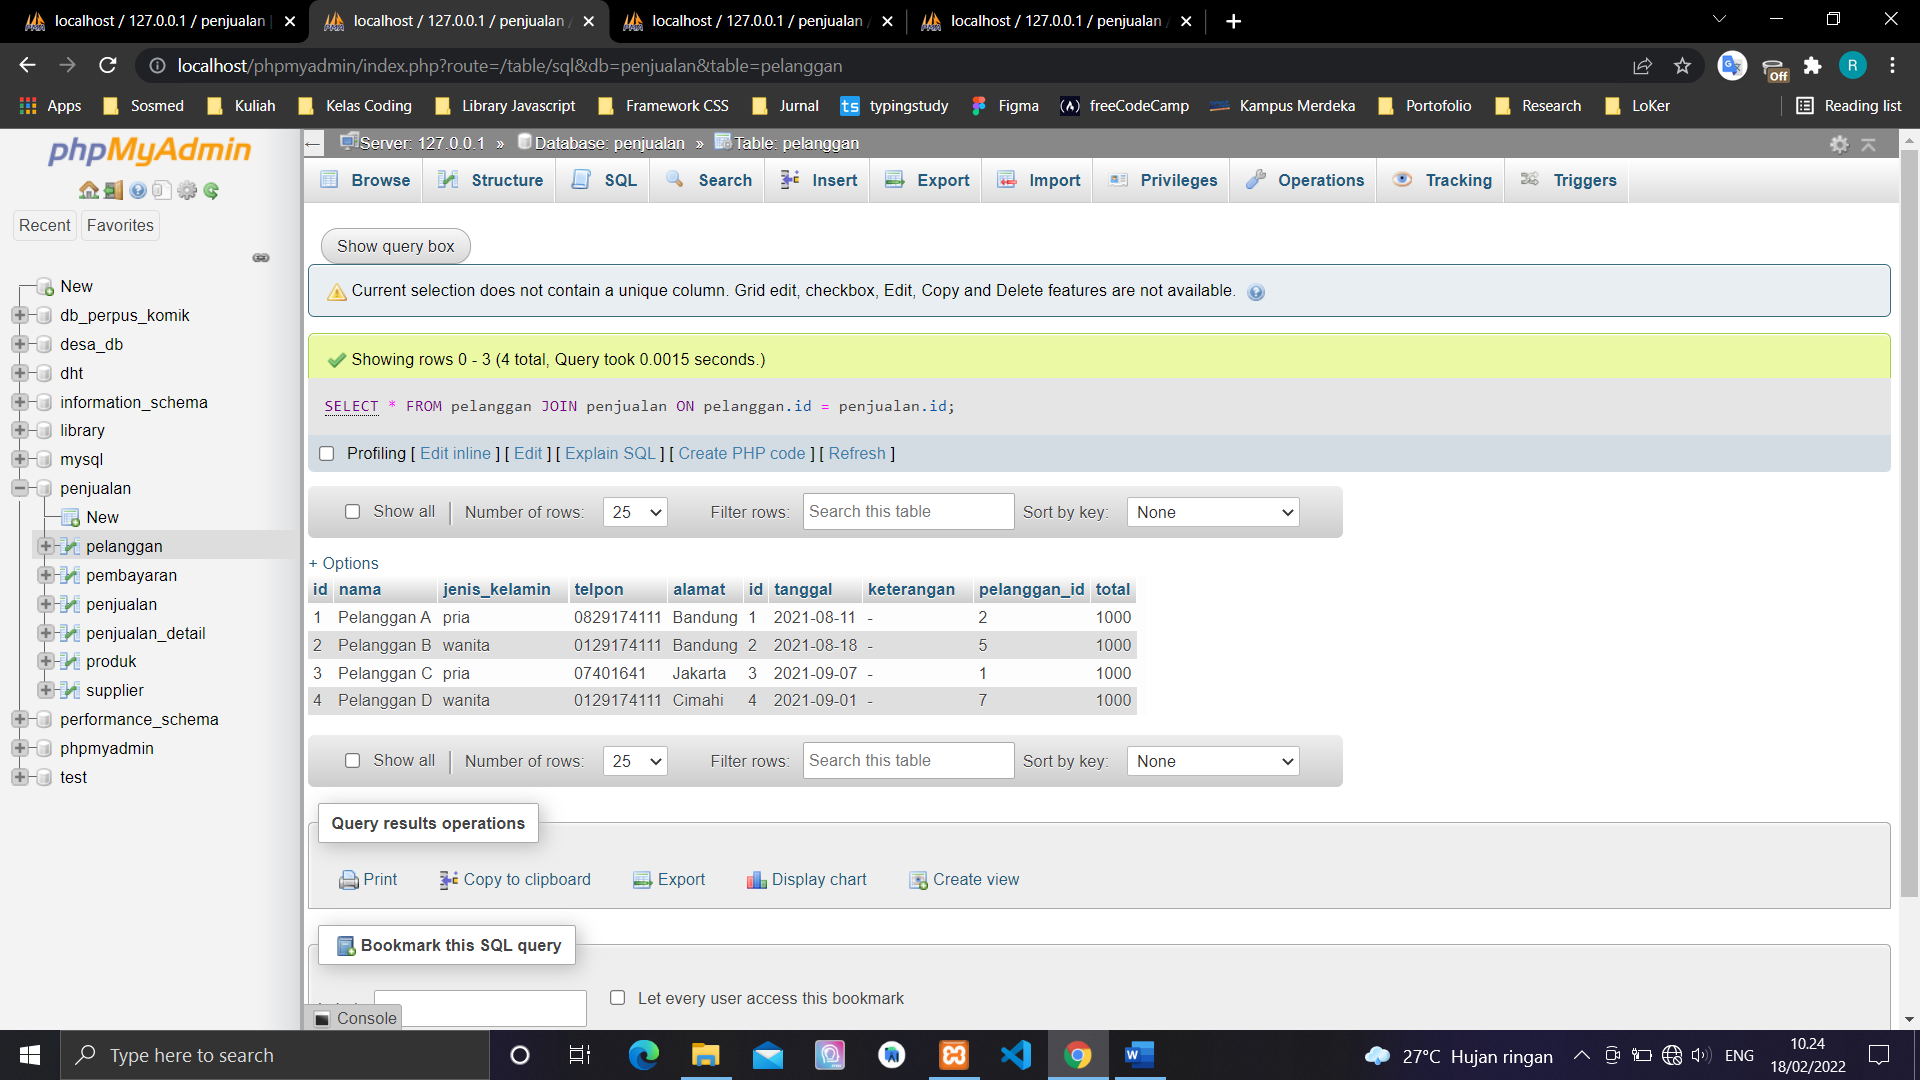 localhost / 127.0.0.1 / penjualan
localhost / 127.0.0.1 / penjualan
localhost / 127.0.0.1 / penjualan
localhost / 127.0.0.1 / penjualan
localhost/phpmyadmin/index.php?route=/table/sql&db=penjualan&table=pelanggan
Off
R
Apps Sosmed Kuliah Kelas Coding Library Javascript Framework CSS Jurnal ts typingstudy Figma freeCodeCamp Kampus Merdeka Portofolio Research LoKer Reading list
phpMyAdmin
Recent Favorites
New
db_perpus_komik
desa_db
dht
information_schema
library
mysql
penjualan
New
pelanggan
pembayaran
penjualan
penjualan_detail
produk
supplier
performance_schema
phpmyadmin
test
Server: 127.0.0.1 » Database: penjualan » Table: pelanggan
Browse Structure SQL Search Insert Export Import Privileges Operations Tracking Triggers
Show query box
Current selection does not contain a unique column. Grid edit, checkbox, Edit, Copy and Delete features are not available.
Showing rows 0 - 3 (4 total, Query took 0.0015 seconds.)
SELECT * FROM pelanggan JOIN penjualan ON pelanggan.id = penjualan.id;
Profiling [ Edit inline ] [ Edit ] [ Explain SQL ] [ Create PHP code ] [ Refresh ]
Show all | Number of rows: 25 Filter rows: Search this table Sort by key: None
+ Options
id nama jenis_kelamin telpon alamat id tanggal keterangan pelanggan_id total
1 Pelanggan A pria 0829174111 Bandung 1 2021-08-11 - 2 1000
2 Pelanggan B wanita 0129174111 Bandung 2 2021-08-18 - 5 1000
3 Pelanggan C pria 07401641 Jakarta 3 2021-09-07 - 1 1000
4 Pelanggan D wanita 0129174111 Cimahi 4 2021-09-01 - 7 1000
Show all | Number of rows: 25 Filter rows: Search this table Sort by key: None
Query results operations
Print Copy to clipboard Export Display chart Create view
Bookmark this SQL query
Let every user access this bookmark
Console
Type here to search
27°C Hujan ringan
ENG
10.24
18/02/2022